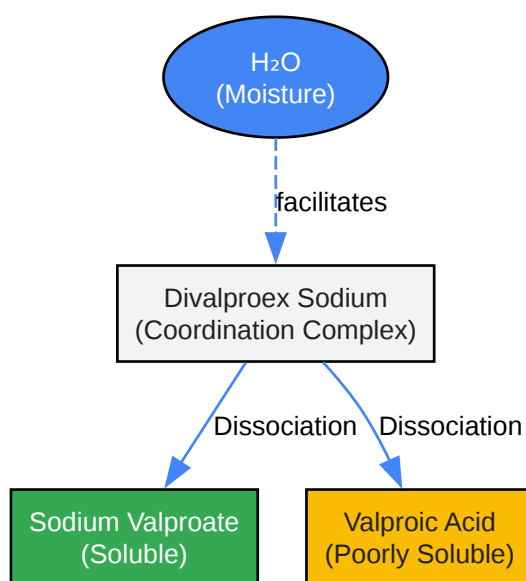 H₂O
(Moisture)
facilitates
Divalproex Sodium
(Coordination Complex)
Dissociation
Dissociation
Sodium Valproate
(Soluble)
Valproic Acid
(Poorly Soluble)